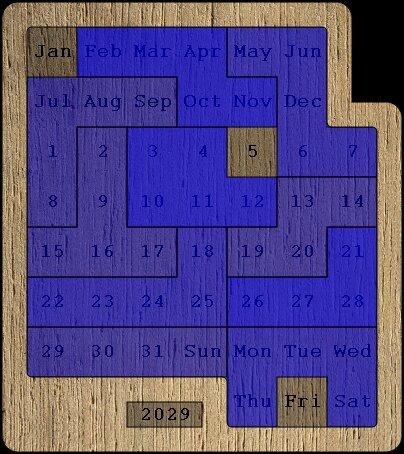 Jan Feb Mar Apr May Jun
Jul Aug Sep Oct Nov Dec
1 2 3 4 5 6 7
8 9 10 11 12 13 14
15 16 17 18 19 20 21
22 23 24 25 26 27 28
29 30 31 Sun Mon Tue Wed
Thu Fri Sat
2029